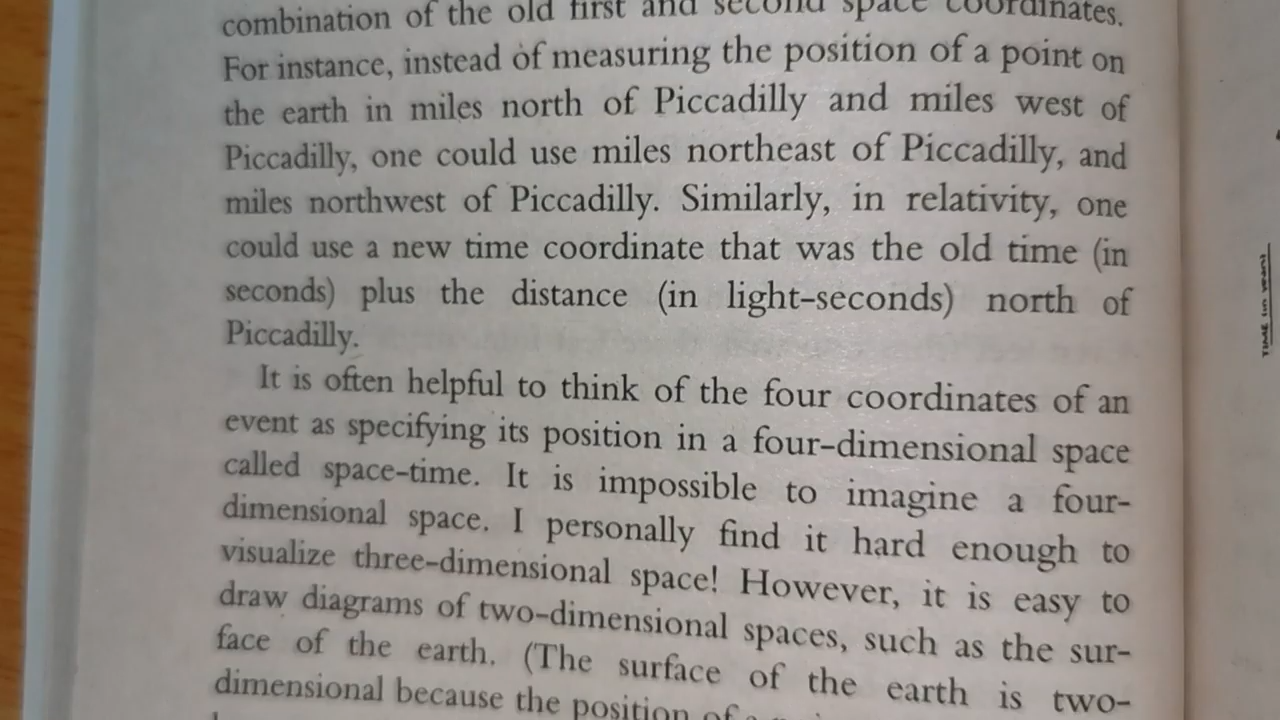 combination of the old first and second space coordinates.
For instance, instead of measuring the position of a point on
the earth in miles north of Piccadilly and miles west of
Piccadilly, one could use miles northeast of Piccadilly, and
miles northwest of Piccadilly. Similarly, in relativity, one
could use a new time coordinate that was the old time (in
seconds) plus the distance (in light-seconds) north of
Piccadilly.
It is often helpful to think of the four coordinates of an
event as specifying its position in a four-dimensional space
called space-time. It is impossible to imagine a four-
dimensional space. I personally find it hard enough to
visualize three-dimensional space! However, it is easy to
draw diagrams of two-dimensional spaces, such as the sur-
face of the earth. (The surface of the earth is two-
dimensional because the position of a
TIME